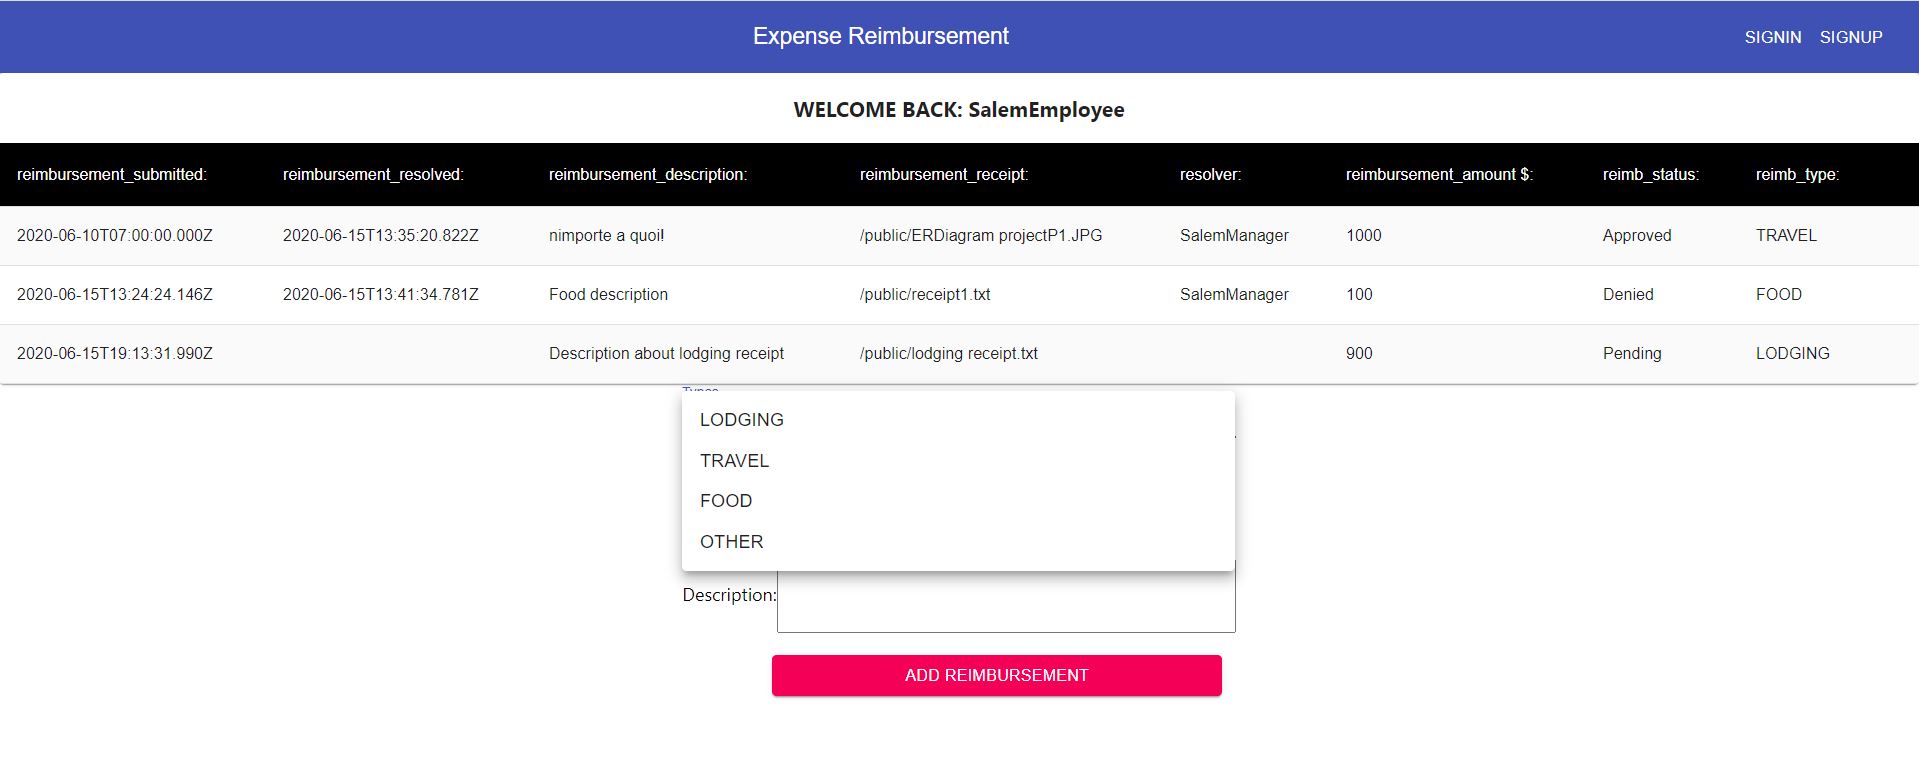 Expense Reimbursement SIGNIN SIGNUP
WELCOME BACK: SalemEmployee
reimbursement_submitted: reimbursement_resolved: reimbursement_description: reimbursement_receipt: resolver: reimbursement_amount $: reimb_status: reimb_type:
2020-06-10T07:00:00.000Z 2020-06-15T13:35:20.822Z nimporte a quoi! /public/ERDiagram projectP1.JPG SalemManager 1000 Approved TRAVEL
2020-06-15T13:24:24.146Z 2020-06-15T13:41:34.781Z Food description /public/receipt1.txt SalemManager 100 Denied FOOD
2020-06-15T19:13:31.990Z Description about lodging receipt /public/lodging receipt.txt 900 Pending LODGING
Types
LODGING
TRAVEL
FOOD
OTHER
Description:
ADD REIMBURSEMENT